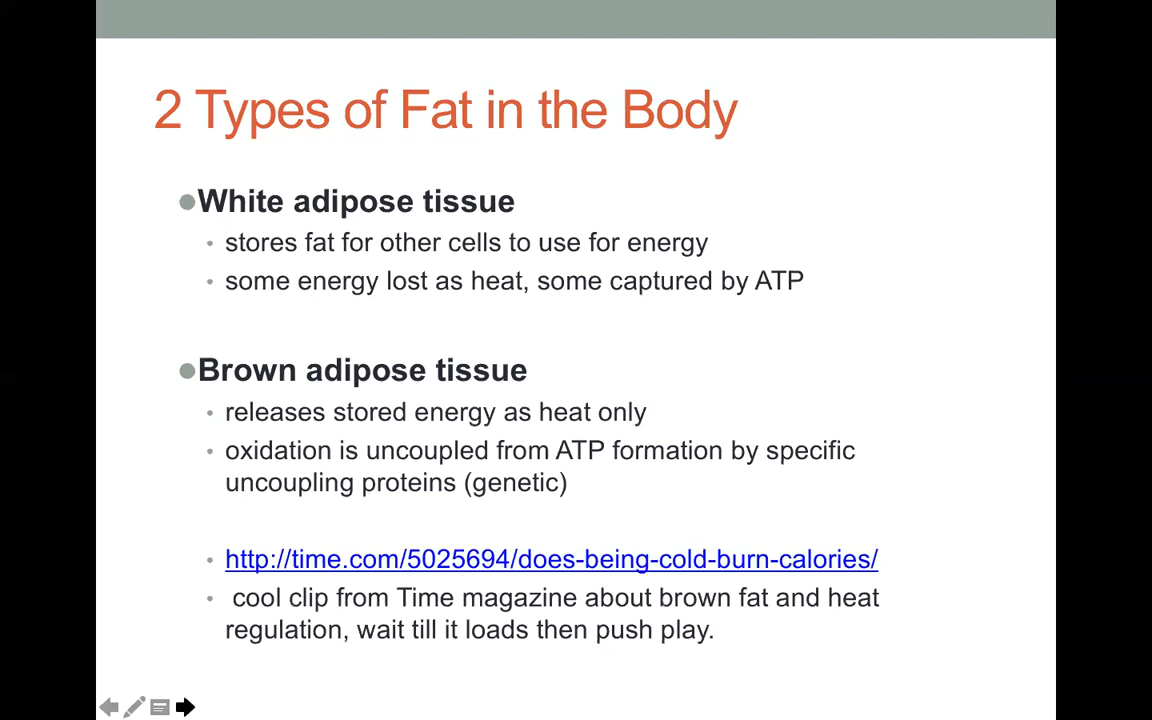 2 Types of Fat in the Body
White adipose tissue
stores fat for other cells to use for energy
some energy lost as heat, some captured by ATP
Brown adipose tissue
releases stored energy as heat only
oxidation is uncoupled from ATP formation by specific
uncoupling proteins (genetic)
http://time.com/5025694/does-being-cold-burn-calories/
cool clip from Time magazine about brown fat and heat
regulation, wait till it loads then push play.